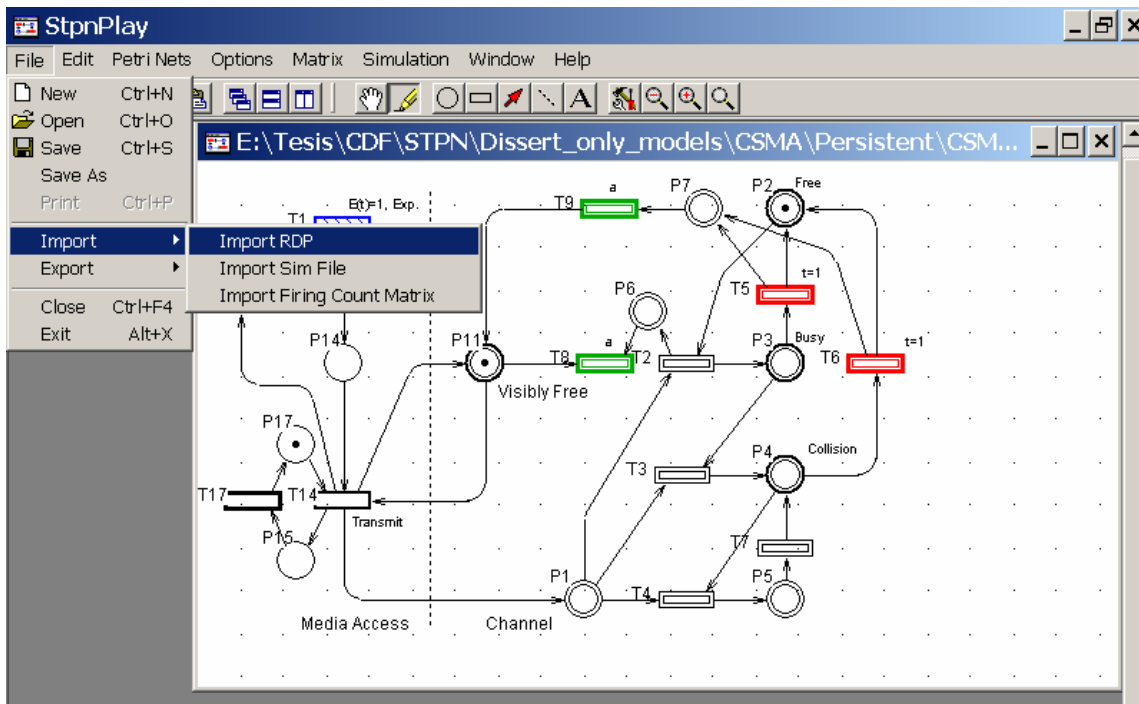 StpnPlay
File Edit Petri Nets Options Matrix Simulation Window Help
New Ctrl+N
Open Ctrl+O
Save Ctrl+S
Save As
Print Ctrl+P
Import
Export
Close Ctrl+F4
Exit Alt+X
Import RDP
Import Sim File
Import Firing Count Matrix
A
E:\Tesis\CDF\STPN\Dissert_only_models\CSMA\Persistent\CSM...
P7 P2 Free
a
T9
E(t)=1, Exp.
T1
t=1
T5
P6
P14 P11 a T8 T2 P3 Busy T6 t=1
Visibly Free
P17
P4 Collision
T3
T17 T14
Transmit
P15
T7
P1 T4 P5
Media Access Channel